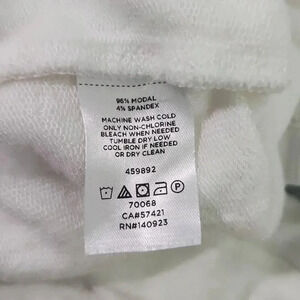 96% MODAL
4% SPANDEX
MACHINE WASH COLD
ONLY NON-CHLORINE
BLEACH WHEN NEEDED
TUMBLE DRY LOW
COOL IRON IF NEEDED
OR DRY CLEAN
459892
P
70068
CA#57421
RN#140923